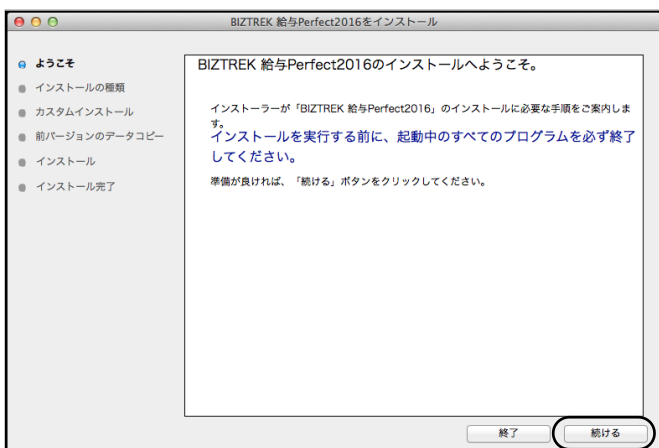 BIZTREK 給与Perfect2016をインストール
ようこそ
インストールの種類
カスタムインストール
前バージョンのデータコピー
インストール
インストール完了
BIZTREK 給与Perfect2016のインストールへようこそ。
インストーラーが「BIZTREK 給与Perfect2016」のインストールに必要な手順をご案内しま
す。
インストールを実行する前に、起動中のすべてのプログラムを必ず終了
してください。
準備が良ければ、「続ける」ボタンをクリックしてください。
終了
続ける